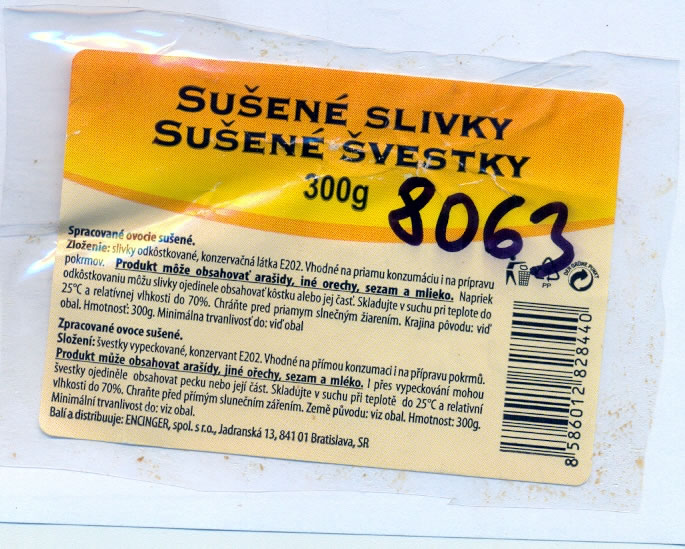 SUŠENÉ SLIVKY
SUŠENÉ ŠVESTKY
300g
8063
Spracované ovocie sušené.
Zloženie: slivky odkôstkované, konzervačná látka E202. Vhodné na priamu konzumáciu i na prípravu
pokrmov. Produkt môže obsahovať arašidy, iné orechy, sezam a mlieko. Napriek
odkôstkovaniu môžu slivky ojedinele obsahovať kôstku alebo jej časť. Skladujte v suchu pri teplote do
25°C a relatívnej vlhkosti do 70%. Chráňte pred priamym slnečným žiarením. Krajina pôvodu: viď
obal. Hmotnosť: 300g. Minimálna trvanlivosť do: viď obal
Zpracované ovoce sušené.
Složení: švestky vypeckované, konzervant E202. Vhodné na přímou konzumaci i na přípravu pokrmů.
Produkt může obsahovat arašídy, jiné ořechy, sezam a mléko. I přes vypeckování mohou
švestky ojediněle obsahovat pecku nebo její část. Skladujte v suchu při teplotě do 25°C a relativní
vlhkosti do 70%. Chraňte před přímým slunečním zářením. Země původu: viz obal. Hmotnost: 300g.
Minimální trvanlivost do: viz obal.
Balí a distribuuje: ENCINGER, spol. s r.o., Jadranská 13, 841 01 Bratislava, SR
PP
DER GRÜNE PUNKT
8 586012 828440